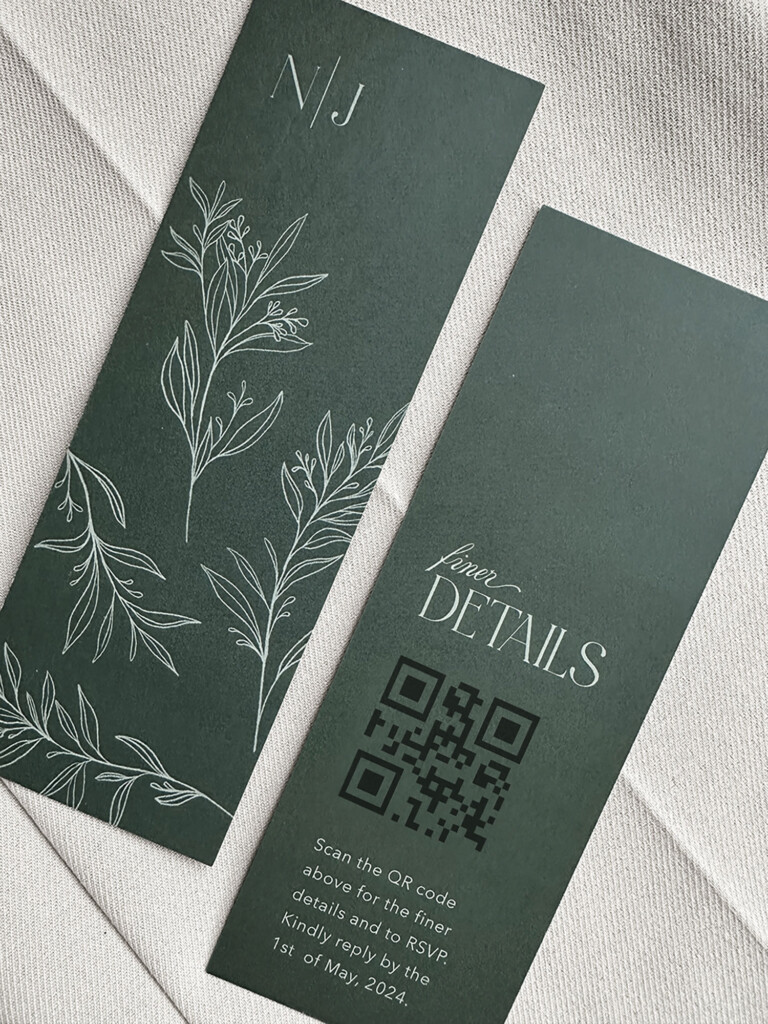 N|J
finer
DETAILS
Scan the QR code
above for the finer
details and to RSVP.
Kindly reply by the
1st of May, 2024.